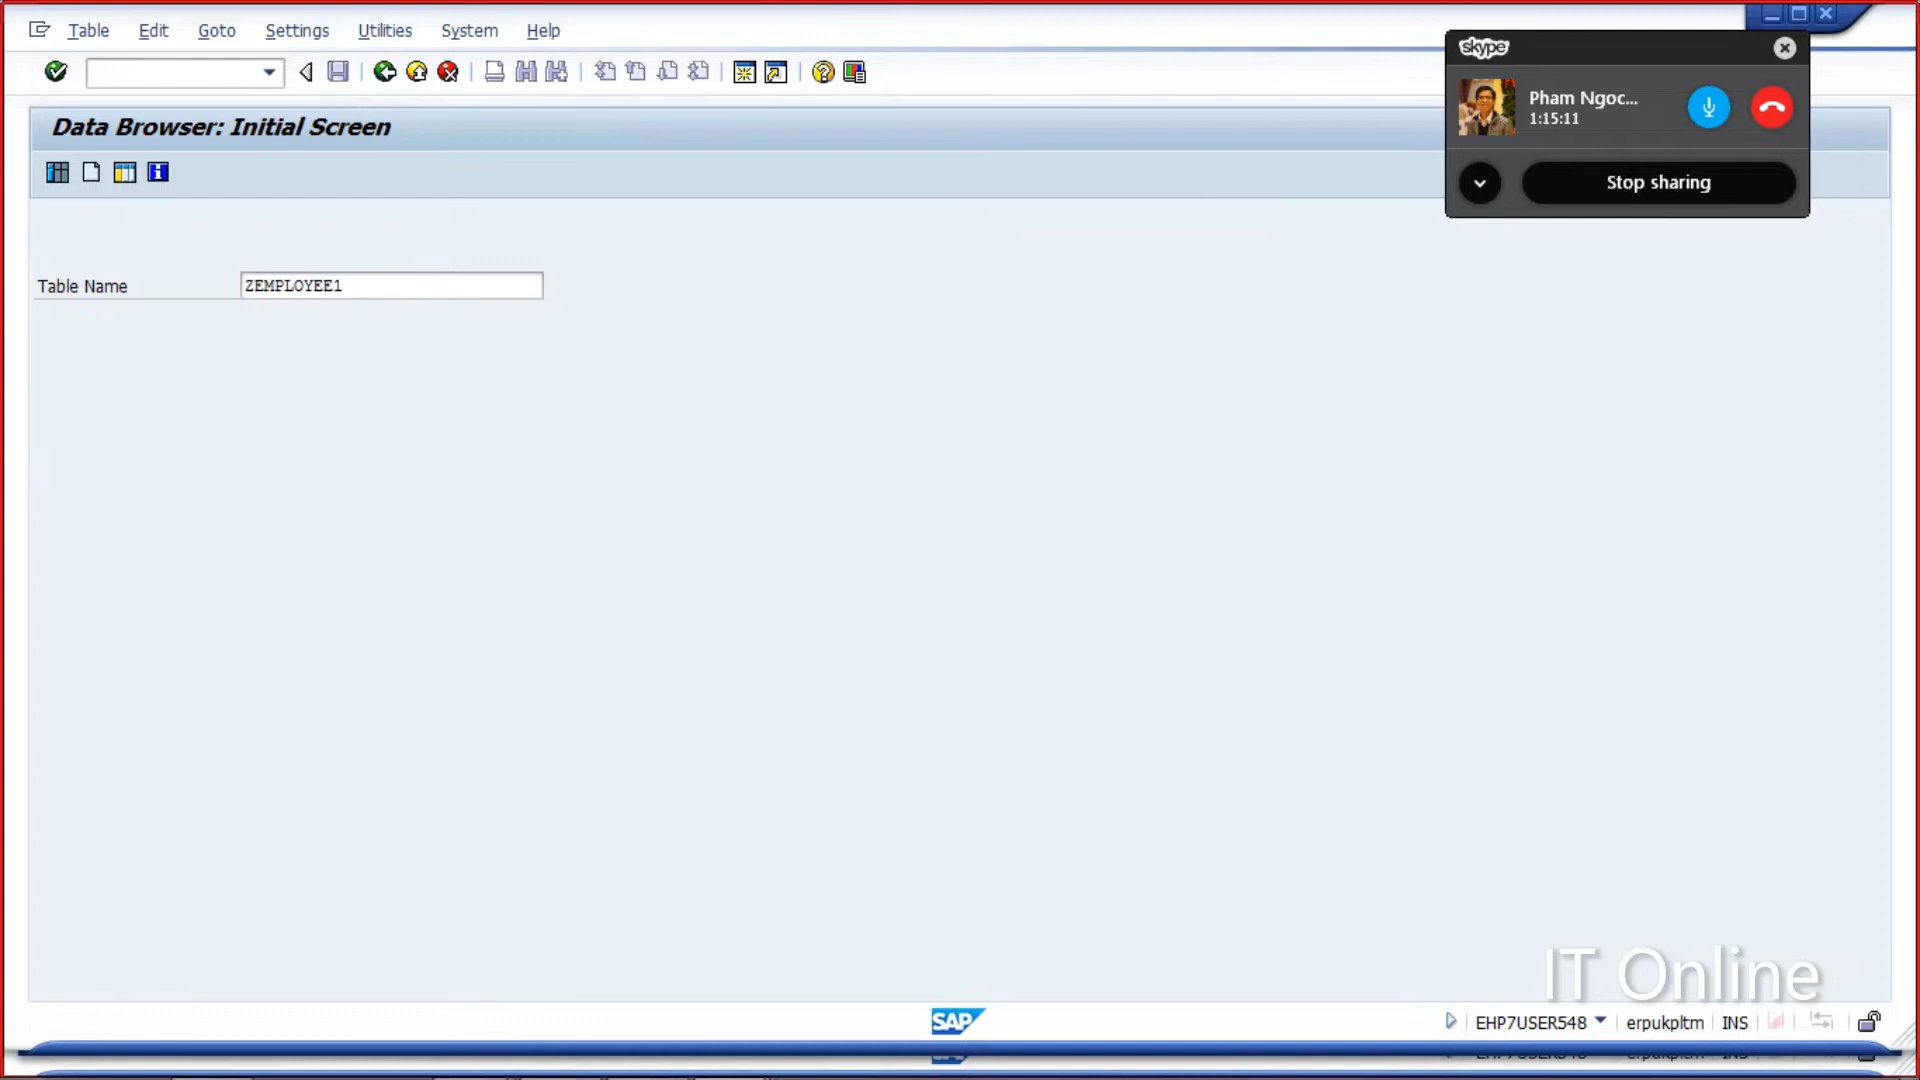 Table Edit Goto Settings Utilities System Help
skype
Pham Ngoc...
1:15:11
Data Browser: Initial Screen
Stop sharing
Table Name ZEMPLOYEE1
IT Online
SAP EHP7USER548 erpukpltm INS